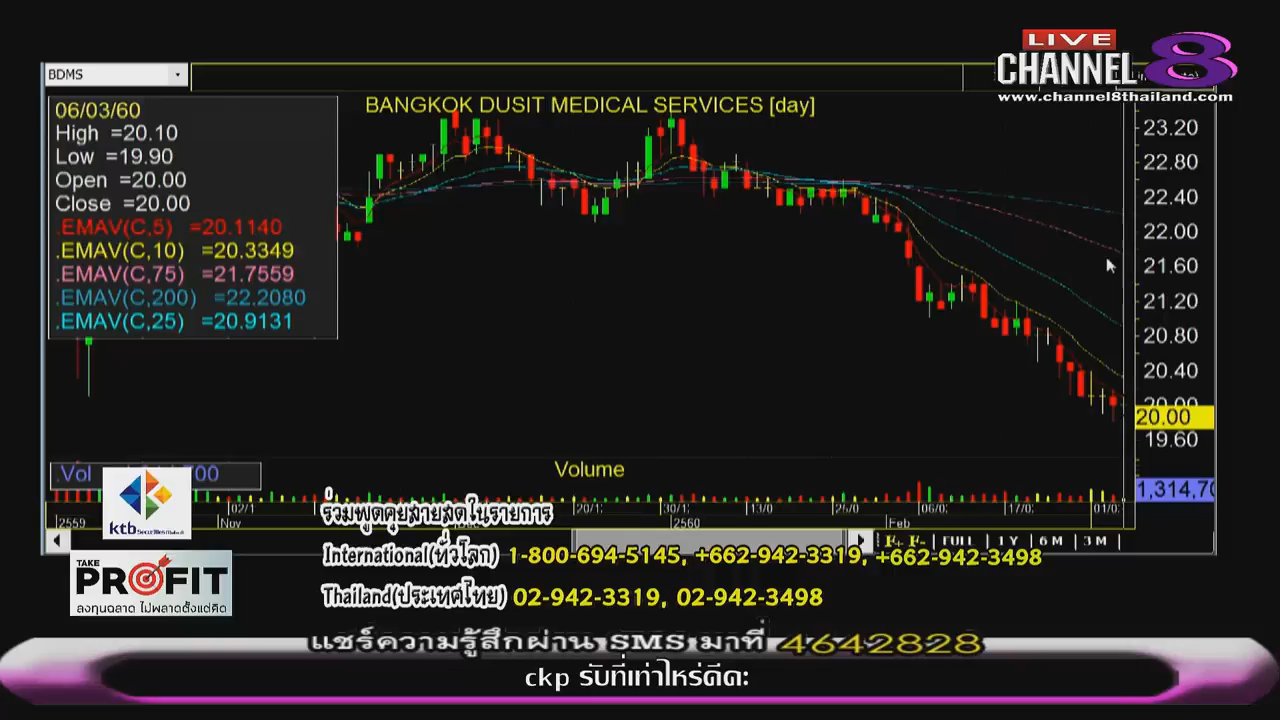 LIVE
CHANNEL 8
www.channel8thailand.com
BDMS
BANGKOK DUSIT MEDICAL SERVICES [day]
06/03/60
High =20.10
Low =19.90
Open =20.00
Close =20.00
.EMAV(C,5) =20.1140
.EMAV(C,10) =20.3349
.EMAV(C,75) =21.7559
.EMAV(C,200) =22.2080
.EMAV(C,25) =20.9131
23.20
22.80
22.40
22.00
21.60
21.20
20.80
20.40
20.00
20.00
19.60
.Vol
700
Volume
1,314,70
02/1 20/1 30/1 13/0 25/0 06/0 17/0 01/0
2559 Nov 2560 Feb
F+ F- FULL 1 Y 6 M 3 M
ktb Securities
ร่วมพูดคุยสายสดในรายการ
International(ทั่วโลก) 1-800-694-5145, +662-942-3319, +662-942-3498
Thailand(ประเทศไทย) 02-942-3319, 02-942-3498
TAKE
PROFIT
ลงทุนฉลาด ไม่พลาดตั้งแต่คิด
แชร์ความรู้สึกผ่าน SMS มาที่ 4642828
ckp รับที่เท่าไหร่ดีคะ